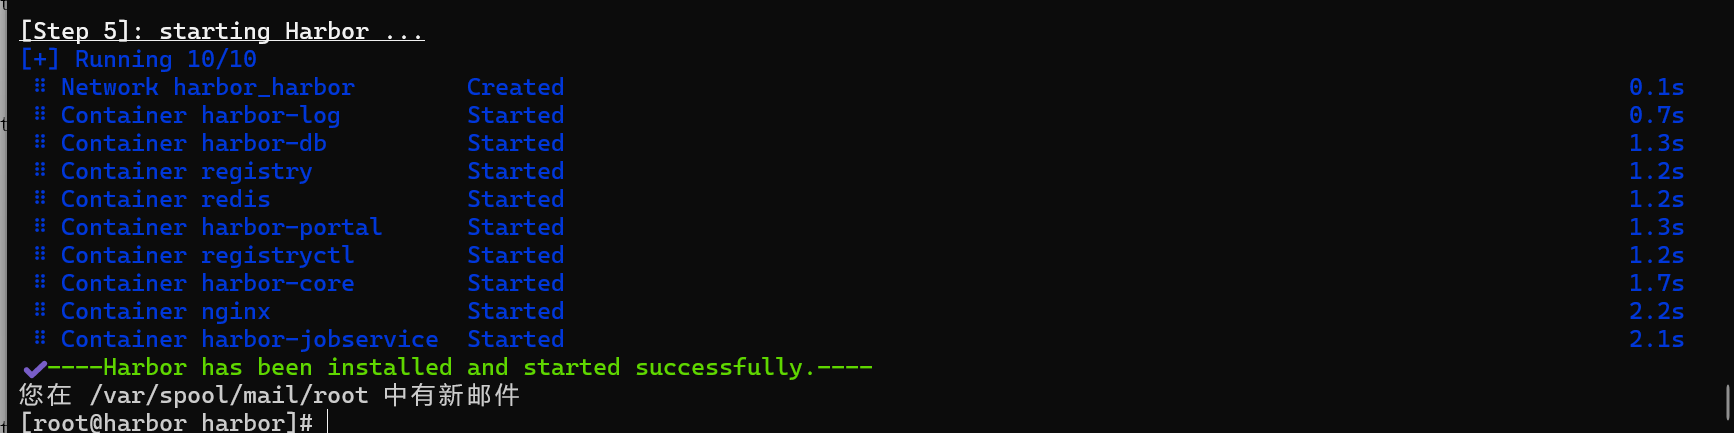 [Step 5]: starting Harbor ...
[+] Running 10/10
⠿ Network harbor_harbor Created 0.1s
⠿ Container harbor-log Started 0.7s
⠿ Container harbor-db Started 1.3s
⠿ Container registry Started 1.2s
⠿ Container redis Started 1.2s
⠿ Container harbor-portal Started 1.3s
⠿ Container registryctl Started 1.2s
⠿ Container harbor-core Started 1.7s
⠿ Container nginx Started 2.2s
⠿ Container harbor-jobservice Started 2.1s
✔----Harbor has been installed and started successfully.----
您在 /var/spool/mail/root 中有新邮件
[root@harbor harbor]#